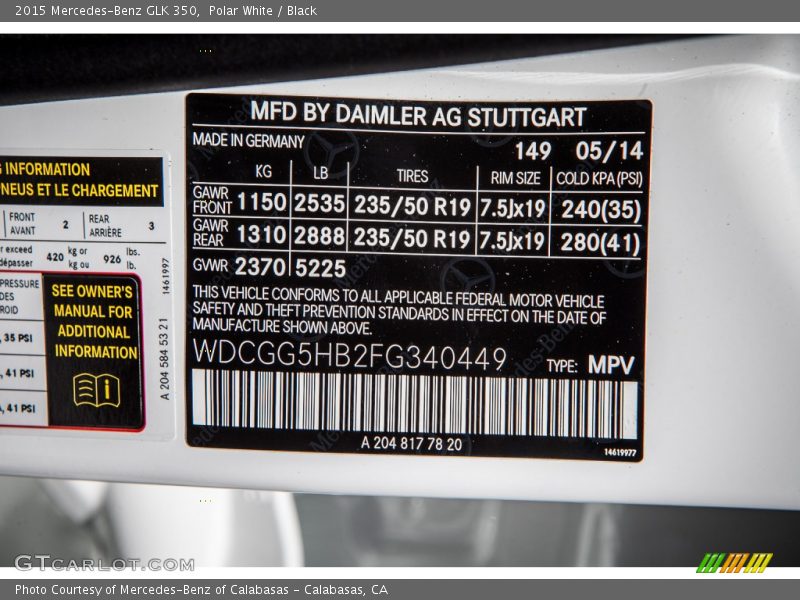 2015 Mercedes-Benz GLK 350, Polar White / Black
INFORMATION
PNEUS ET LE CHARGEMENT
FRONT
AVANT
2
REAR
ARRIÈRE
3
exceed
420
kg or
kg ou
926
lbs.
lb.
PRESSURE
DES
, 35 PSI
, 41 PSI
, 41 PSI
SEE OWNER'S
MANUAL FOR
ADDITIONAL
INFORMATION
A 204 584 53 21
1461997
MFD BY DAIMLER AG STUTTGART
MADE IN GERMANY
149 05/14
KG LB TIRES RIM SIZE COLD KPA(PSI)
GAWR
FRONT 1150 2535 235/50 R19 7.5Jx19 240(35)
GAWR
REAR 1310 2888 235/50 R19 7.5Jx19 280(41)
GWR 2370 5225
THIS VEHICLE CONFORMS TO ALL APPLICABLE FEDERAL MOTOR VEHICLE
SAFETY AND THEFT PREVENTION STANDARDS IN EFFECT ON THE DATE OF
MANUFACTURE SHOWN ABOVE.
WDCGG5HB2FG340449 TYPE: MPV
A 204 817 78 20
14619977
GTCARLOT.COM
Photo Courtesy of Mercedes-Benz of Calabasas - Calabasas, CA